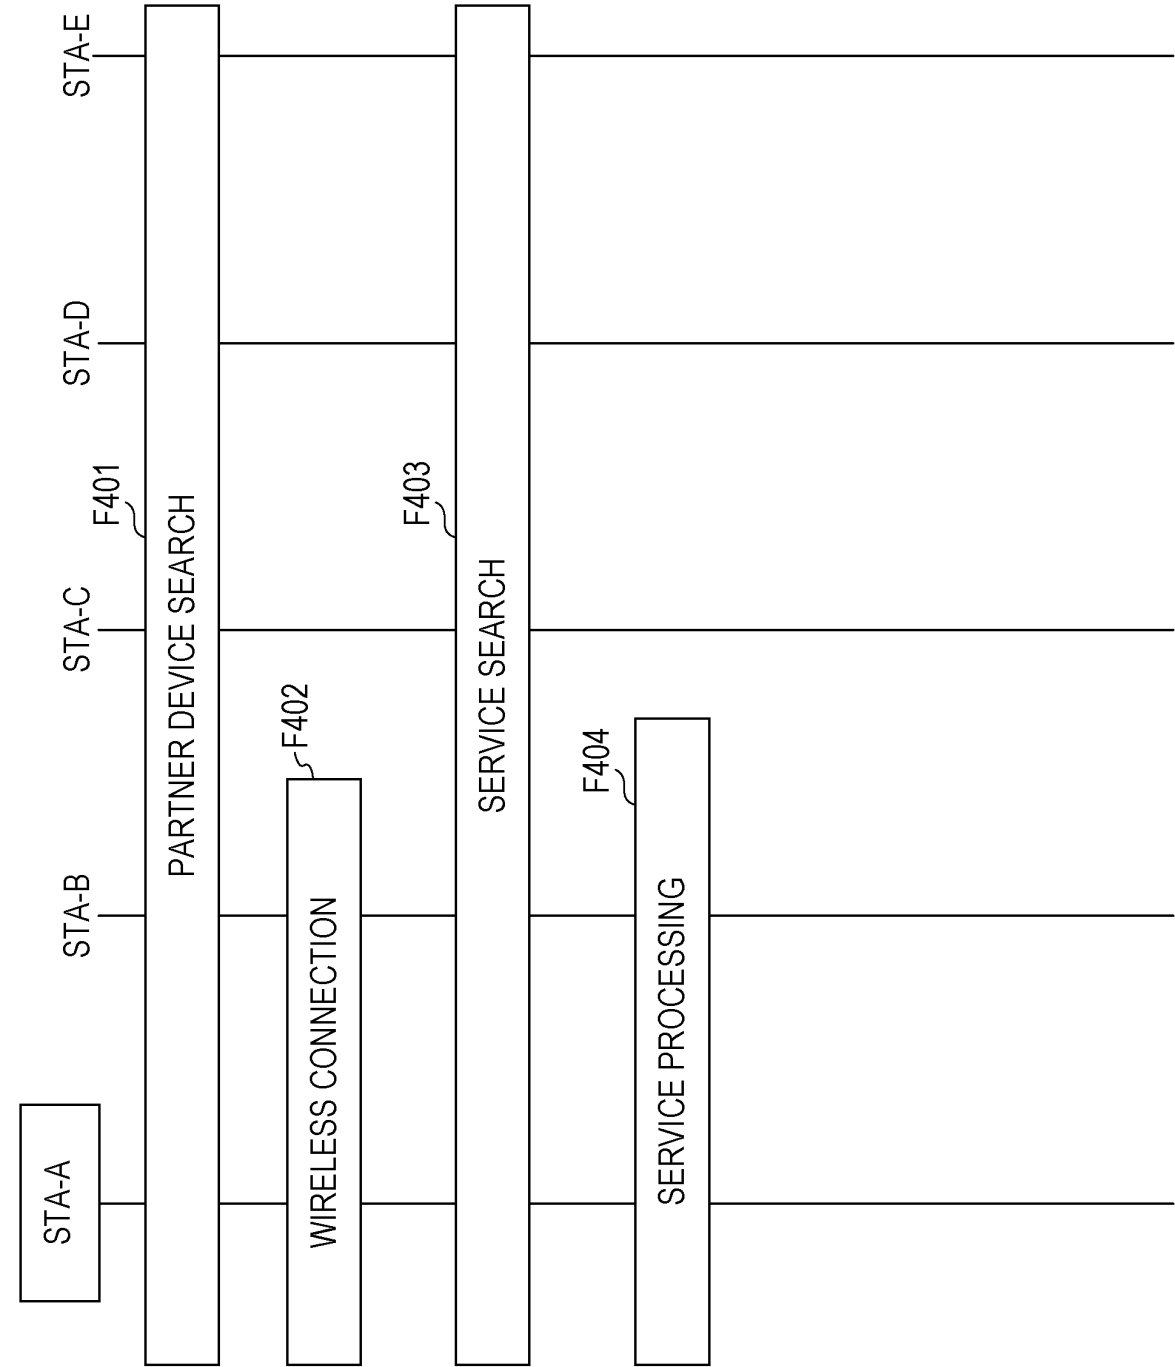 STA-A
STA-B
STA-C
STA-D
STA-E
F401
PARTNER DEVICE SEARCH
F402
WIRELESS CONNECTION
F403
SERVICE SEARCH
F404
SERVICE PROCESSING